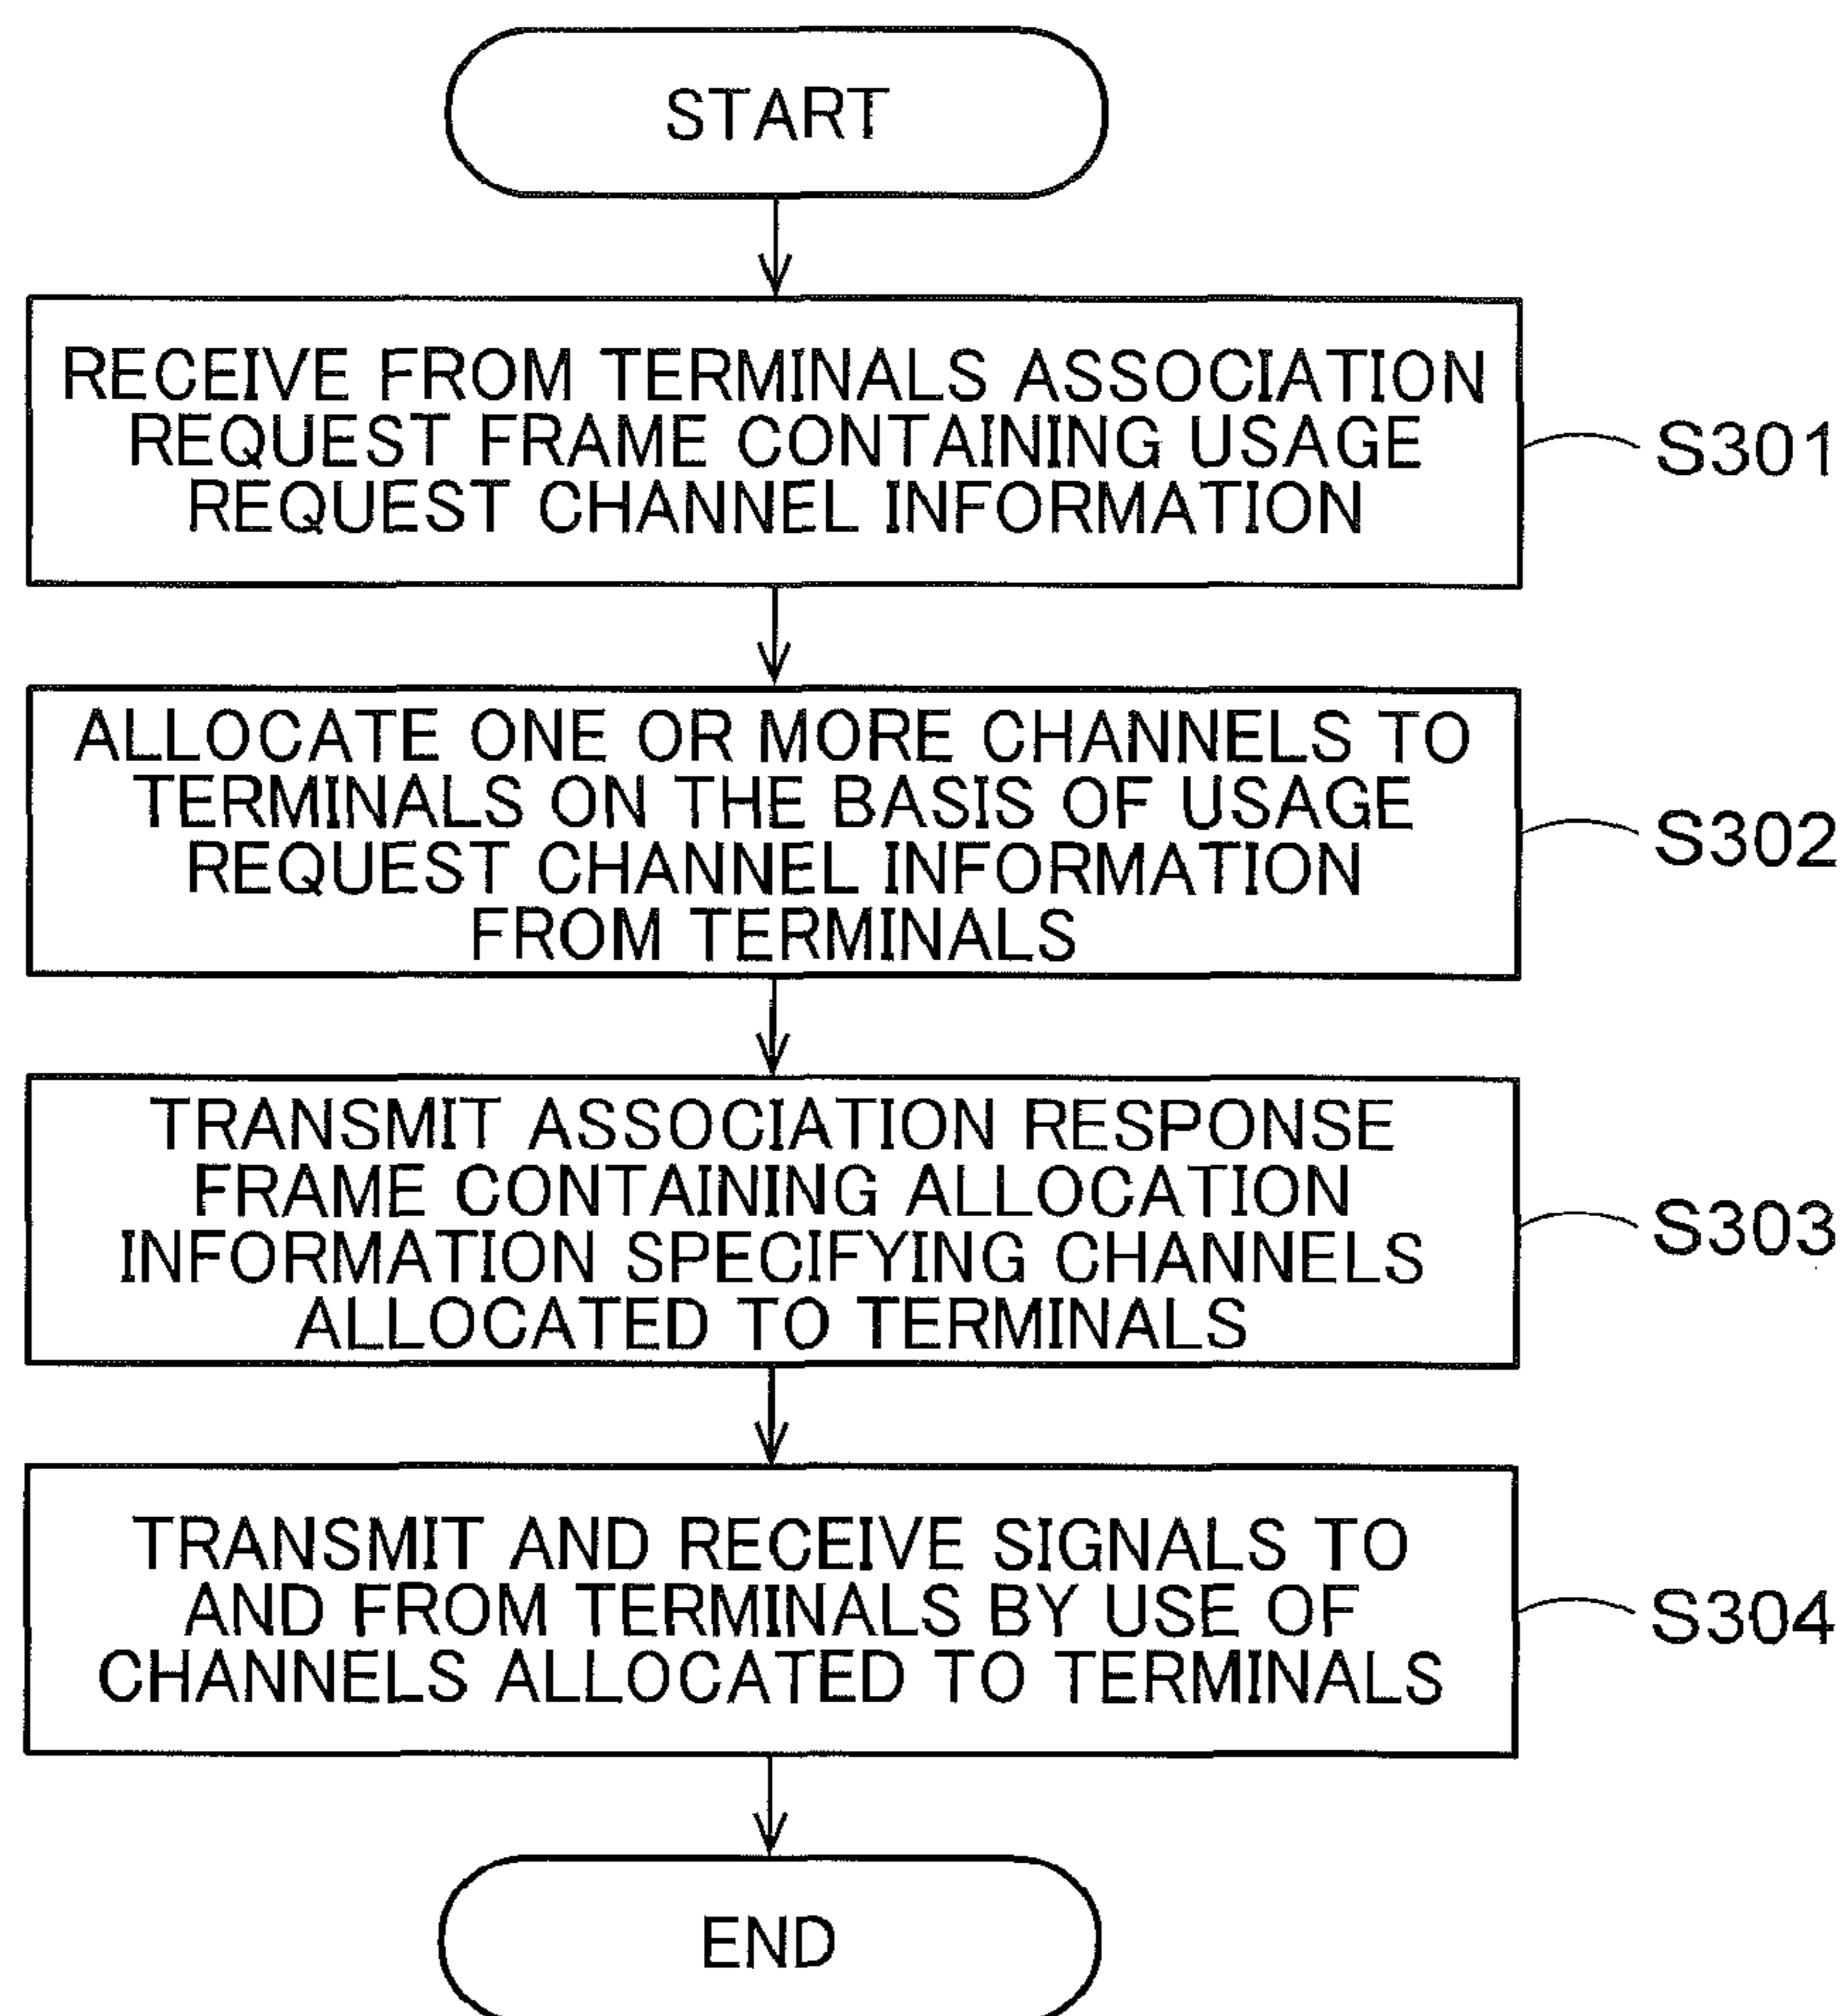 START
RECEIVE FROM TERMINALS ASSOCIATION
REQUEST FRAME CONTAINING USAGE
REQUEST CHANNEL INFORMATION
S301
ALLOCATE ONE OR MORE CHANNELS TO
TERMINALS ON THE BASIS OF USAGE
REQUEST CHANNEL INFORMATION
FROM TERMINALS
S302
TRANSMIT ASSOCIATION RESPONSE
FRAME CONTAINING ALLOCATION
INFORMATION SPECIFYING CHANNELS
ALLOCATED TO TERMINALS
S303
TRANSMIT AND RECEIVE SIGNALS TO
AND FROM TERMINALS BY USE OF
CHANNELS ALLOCATED TO TERMINALS
S304
END